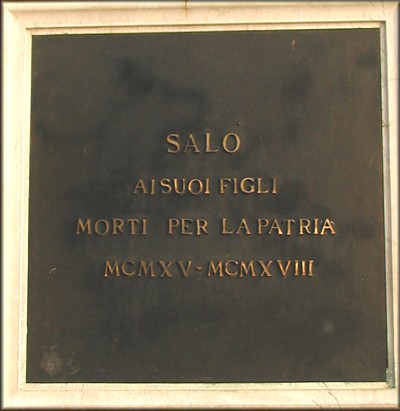 SALÒ
AI SUOI FIGLI
MORTI PER LA PATRIA
MCMXV-MCMXVIII